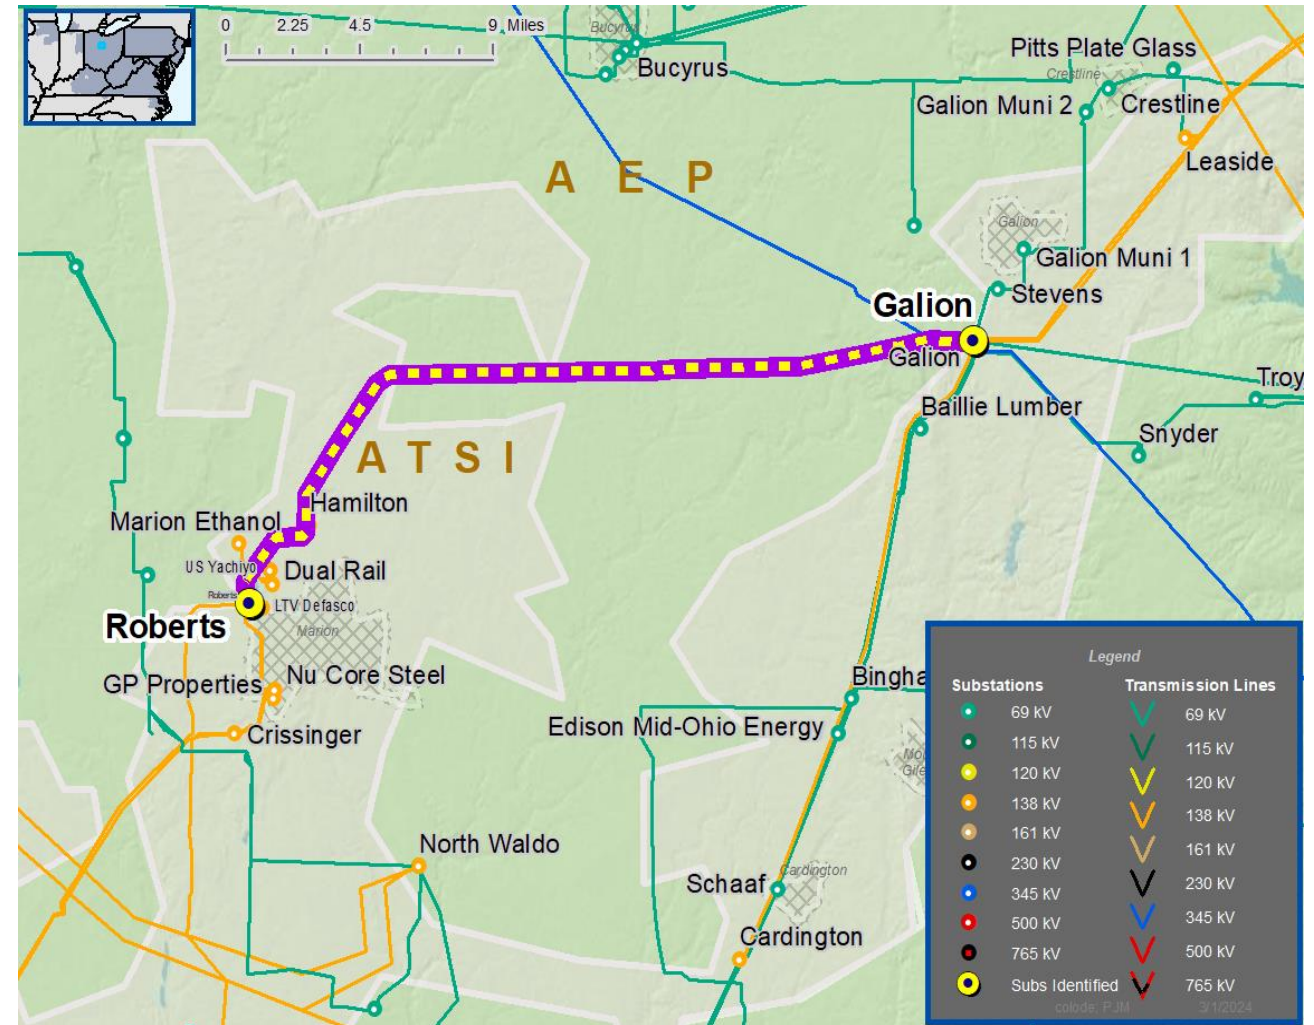 0 2.25 4.5 9 Miles
Bucyrus
Bucyrus
Pitts Plate Glass
Crestline
Galion Muni 2
Crestline
Leaside
A E P
Galion
Galion Muni 1
Stevens
Galion
Galion
Troy
Baillie Lumber
Snyder
A T S I
Hamilton
Marion Ethanol
US Yachiyo
Dual Rail
Roberts
LTV Defasco
Roberts
Marion
Nu Core Steel
GP Properties
Crissinger
Bingha
Edison Mid-Ohio Energy
Mo
Gile
North Waldo
Schaaf
Cardington
Cardington
Legend
Substations Transmission Lines
69 kV 69 kV
115 kV 115 kV
120 kV 120 kV
138 kV 138 kV
161 kV 161 kV
230 kV 230 kV
345 kV 345 kV
500 kV 500 kV
765 kV 765 kV
Subs Identified
colode: PJM 3/1/2024